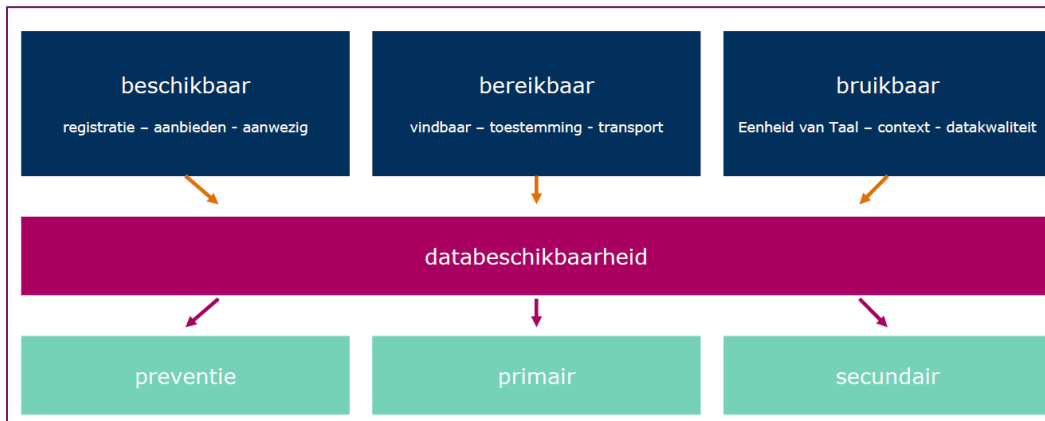 beschikbaar
registratie – aanbieden - aanwezig
bereikbaar
vindbaar – toestemming - transport
bruikbaar
Eenheid van Taal – context - datakwaliteit
databeschikbaarheid
preventie
primair
secundair